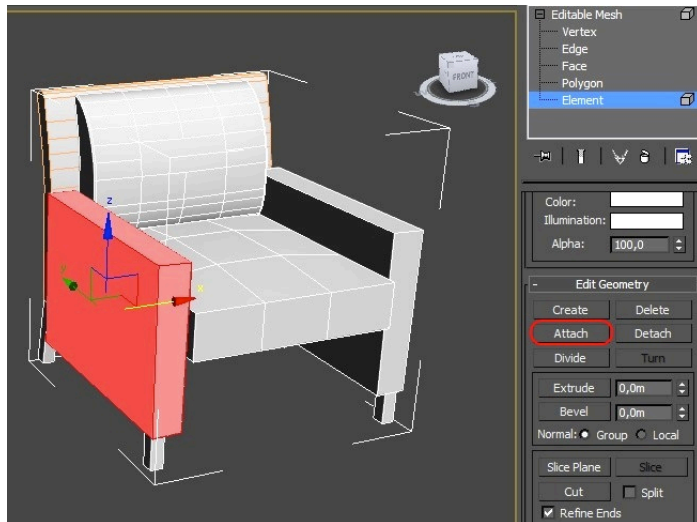 Editable Mesh
Vertex
Edge
Face
Polygon
Element
FRONT
z
y
x
Color:
Illumination:
Alpha: 100,0
- Edit Geometry
Create Delete
Attach Detach
Divide Turn
Extrude 0,0m
Bevel 0,0m
Normal: Group Local
Slice Plane Slice
Cut Split
Refine Ends